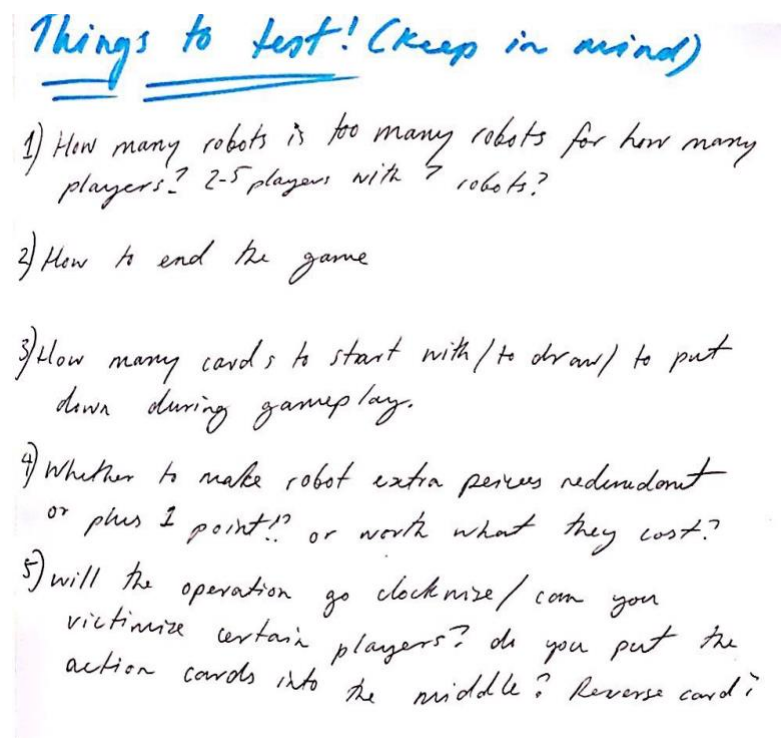 Things to test! (Keep in mind)
1) How many robots is too many robots for how many
players? 2-5 players with 7 robots?
2) How to end the game
3) How many cards to start with / to draw / to put
down during gameplay.
4) Whether to make robot extra peices redundont
or plus 1 point!? or worth what they cost?
5) will the operation go clockwise / can you
victimize certain players? do you put the
action cards into the middle? Reverse card?